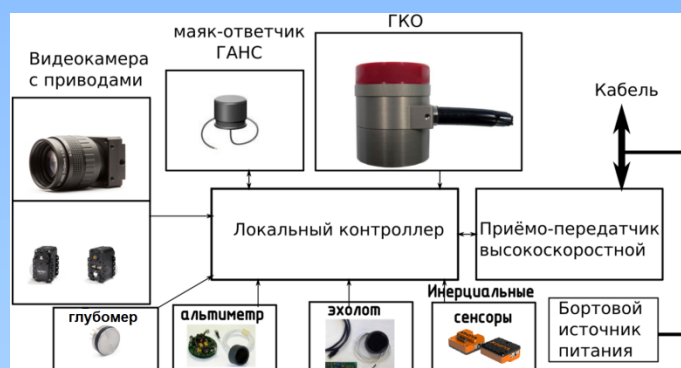 ГКО
маяк-ответчик
ГАНС
Видеокамера
с приводами
Кабель
Локальный контроллер
Приёмо-передатчик
высокоскоростной
глубомер
альтиметр
эхолот
Инерциальные
сенсоры
Бортовой
источник
питания